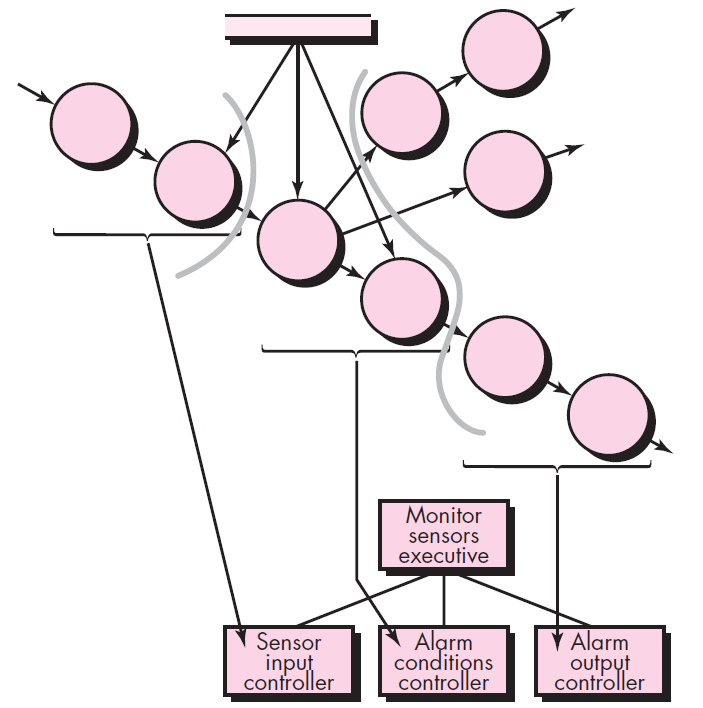 Monitor
sensors
executive
Sensor
input
controller
Alarm
conditions
controller
Alarm
output
controller